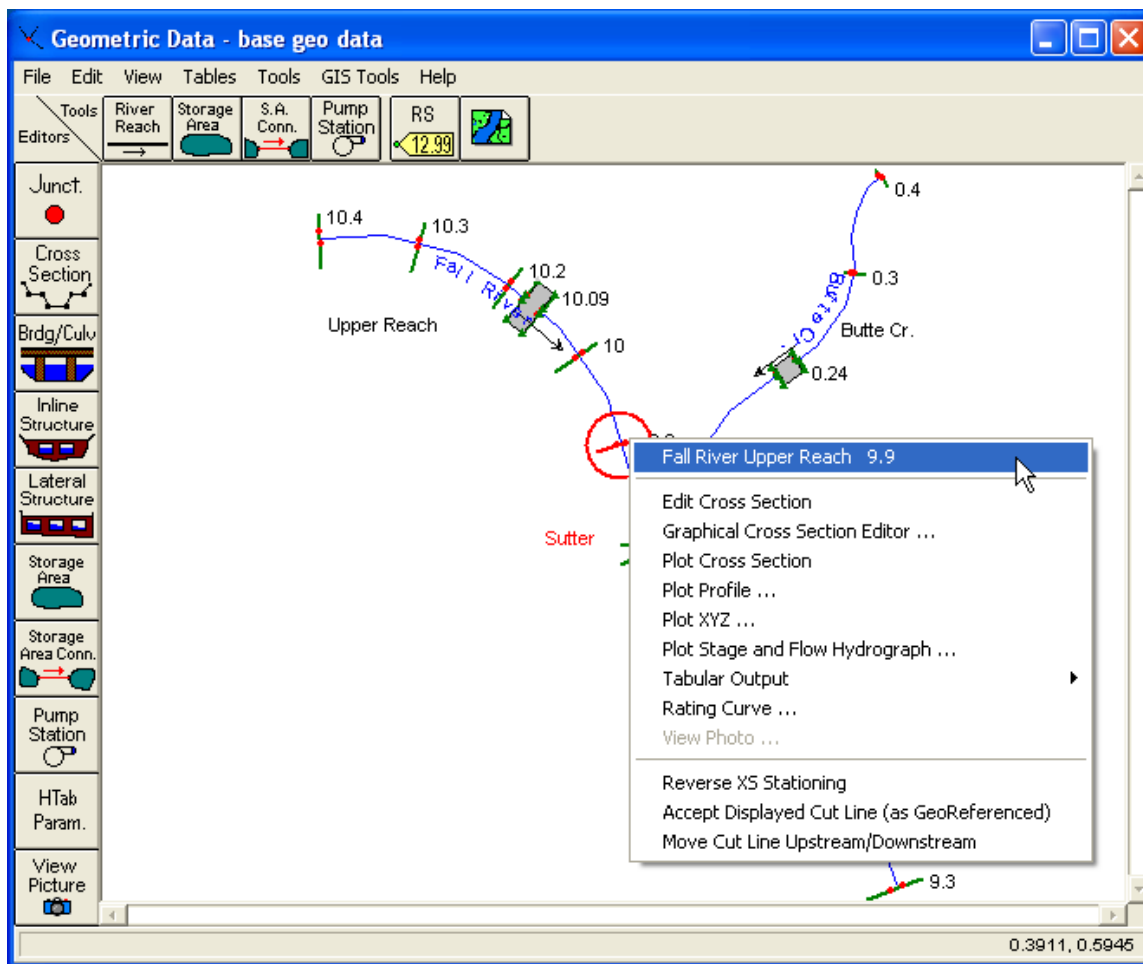 Geometric Data - base geo data
File Edit View Tables Tools GIS Tools Help
Tools
Editors
River
Reach
Storage
Area
S.A.
Conn.
Pump
Station
RS
12.99
Junct.
Cross
Section
Brdg/Culv
Inline
Structure
Lateral
Structure
Storage
Area
Storage
Area Conn.
Pump
Station
HTab
Param.
View
Picture
10.4
10.3
10.2
10.09
10
Fall River
Upper Reach
0.4
0.3
0.24
Butte Cr.
Butte Cr.
Sutter
Fall River Upper Reach 9.9
Edit Cross Section
Graphical Cross Section Editor ...
Plot Cross Section
Plot Profile ...
Plot XYZ ...
Plot Stage and Flow Hydrograph ...
Tabular Output
Rating Curve ...
View Photo ...
Reverse XS Stationing
Accept Displayed Cut Line (as GeoReferenced)
Move Cut Line Upstream/Downstream
9.3
0.3911, 0.5945